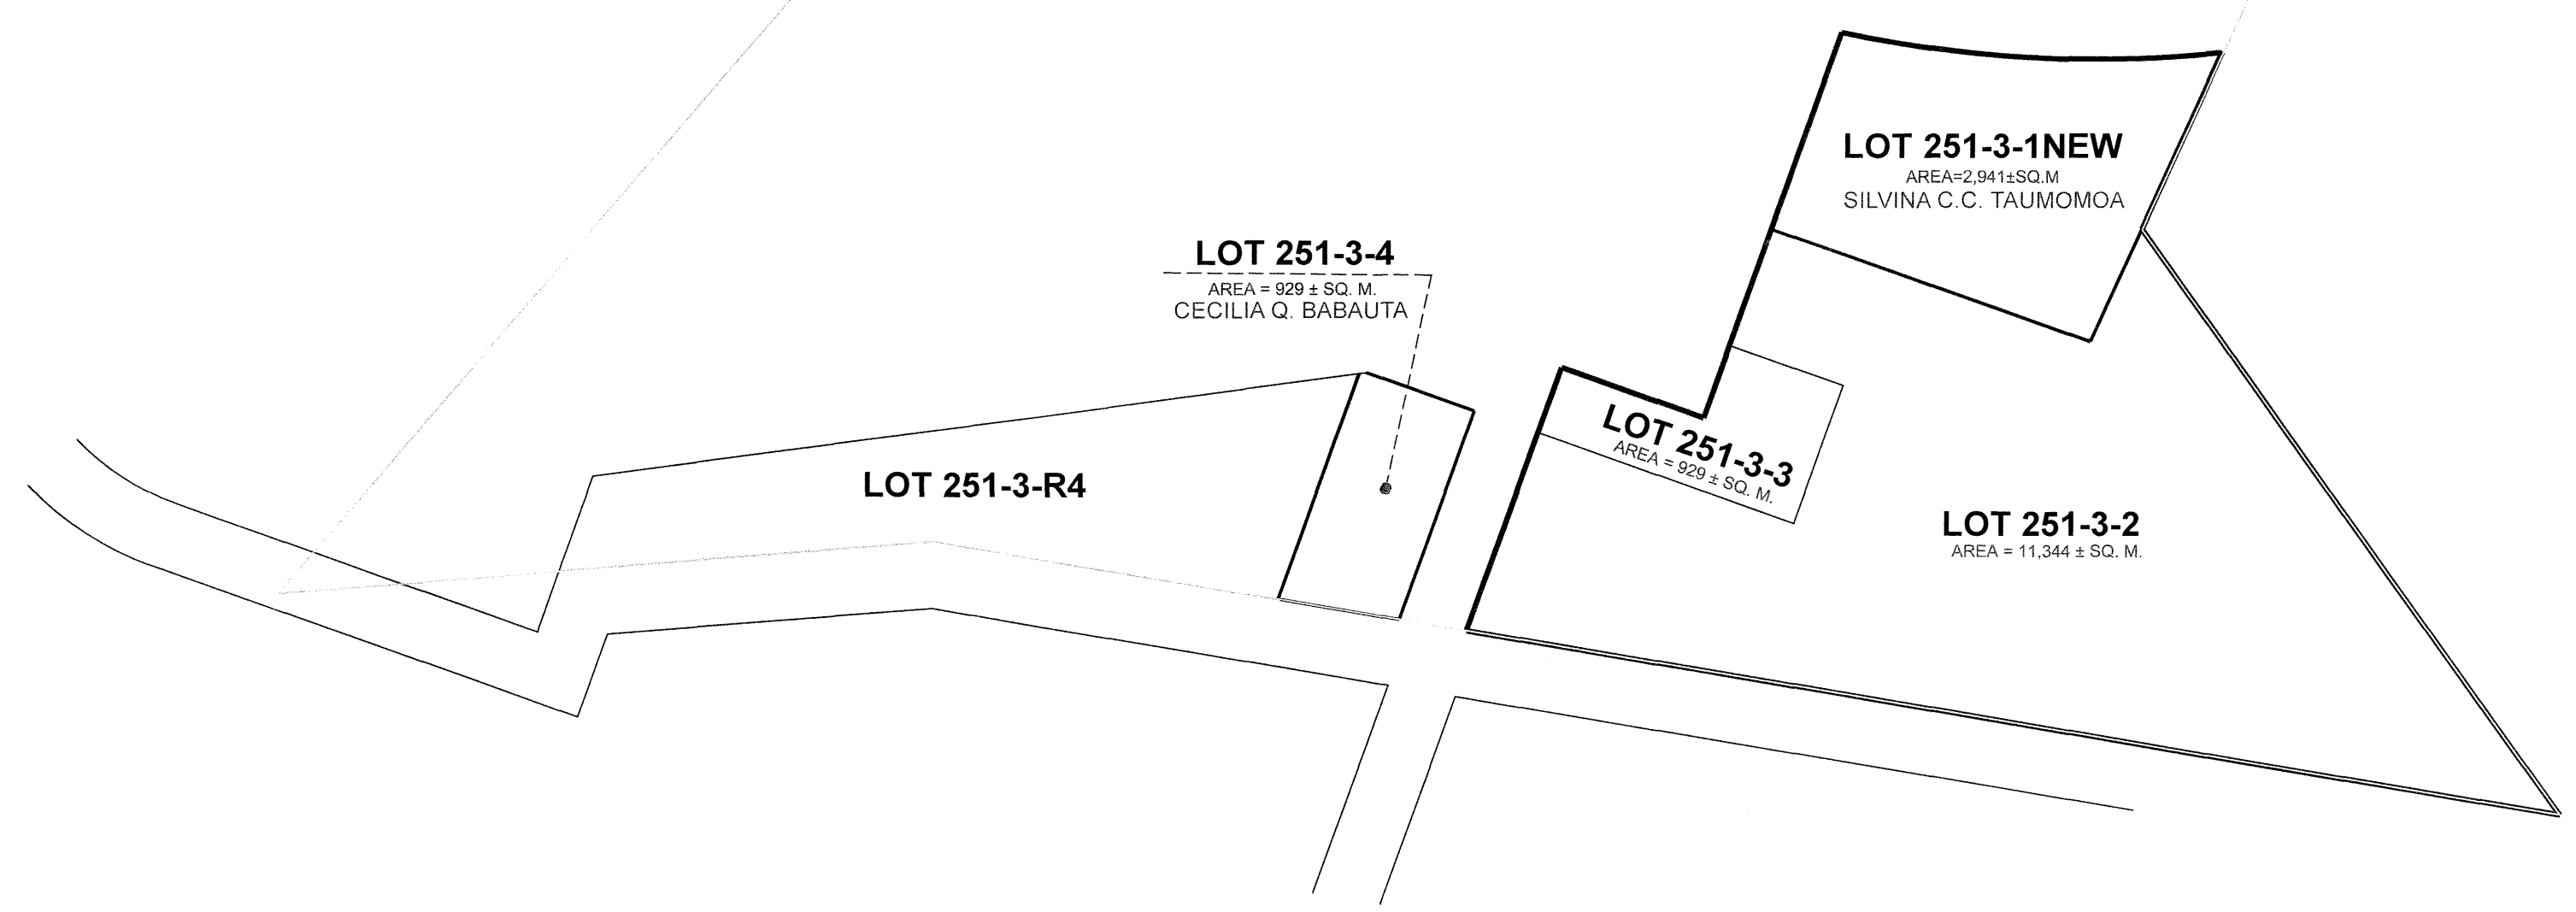 LOT 251-3-1NEW
AREA=2,941±SQ.M
SILVINA C.C. TAUMOMOA
LOT 251-3-4
AREA = 929 ± SQ. M.
CECILIA Q. BABAUTA
LOT 251-3-3
AREA = 929 ± SQ. M.
LOT 251-3-R4
LOT 251-3-2
AREA = 11,344 ± SQ. M.